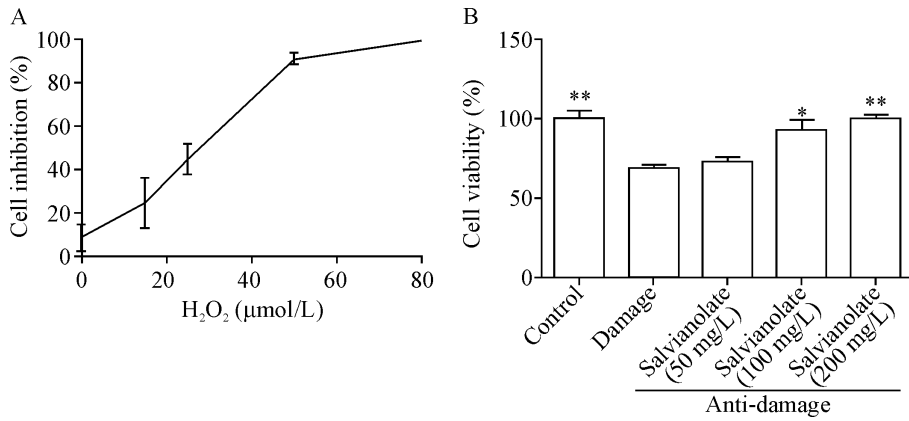 A
Cell inhibition (%)
100
80
60
40
20
0
0 20 40 60 80
H₂O₂ (μmol/L)
B
Cell viability (%)
150
100
50
0
**
*
**
Control
Damage
Salvianolate
(50 mg/L)
Salvianolate
(100 mg/L)
Salvianolate
(200 mg/L)
Anti-damage